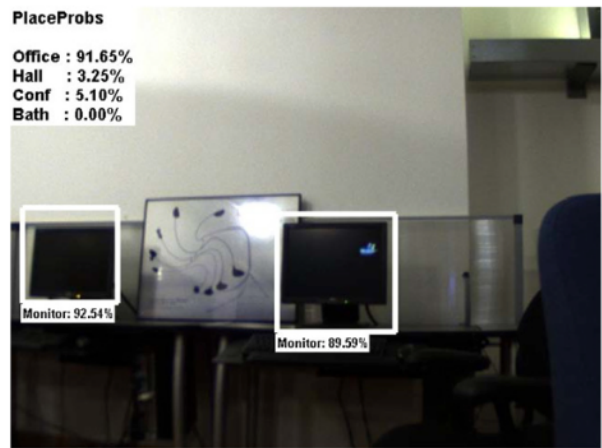 PlaceProbs
Office : 91.65%
Hall : 3.25%
Conf : 5.10%
Bath : 0.00%
Monitor: 92.54%
Monitor: 89.59%